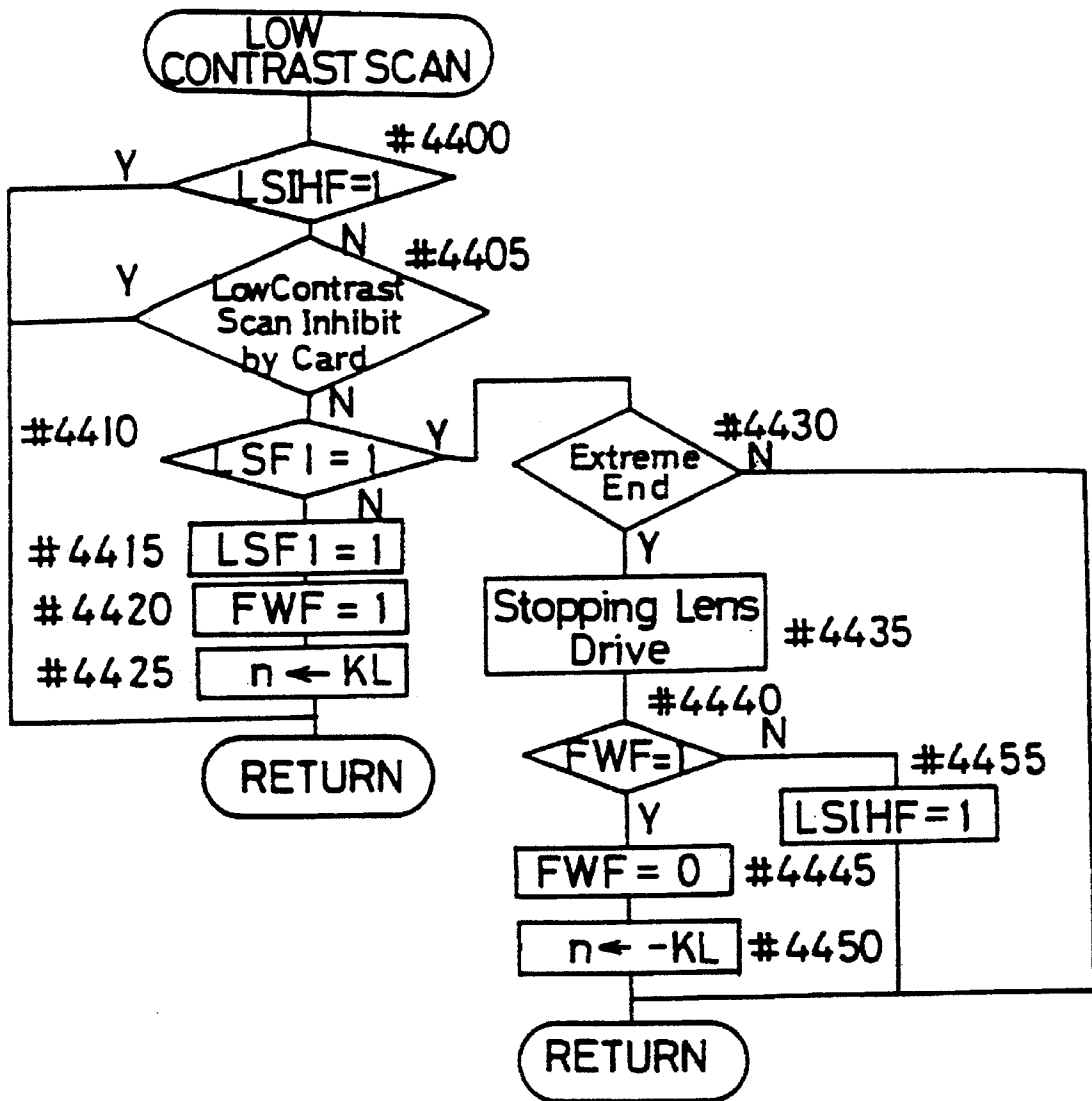 LOW
CONTRAST SCAN
#4400
Y
LSIHF=1
N
#4405
Y
LowContrast
Scan Inhibit
by Card
N
#4410
Y
LSF1=1
N
#4415
LSF1=1
#4420
FWF=1
#4425
n←KL
RETURN
#4430
Extreme
End
N
Y
Stopping Lens
Drive
#4435
#4440
FWF=1
N
Y
#4455
LSIHF=1
FWF=0
#4445
n←-KL
#4450
RETURN